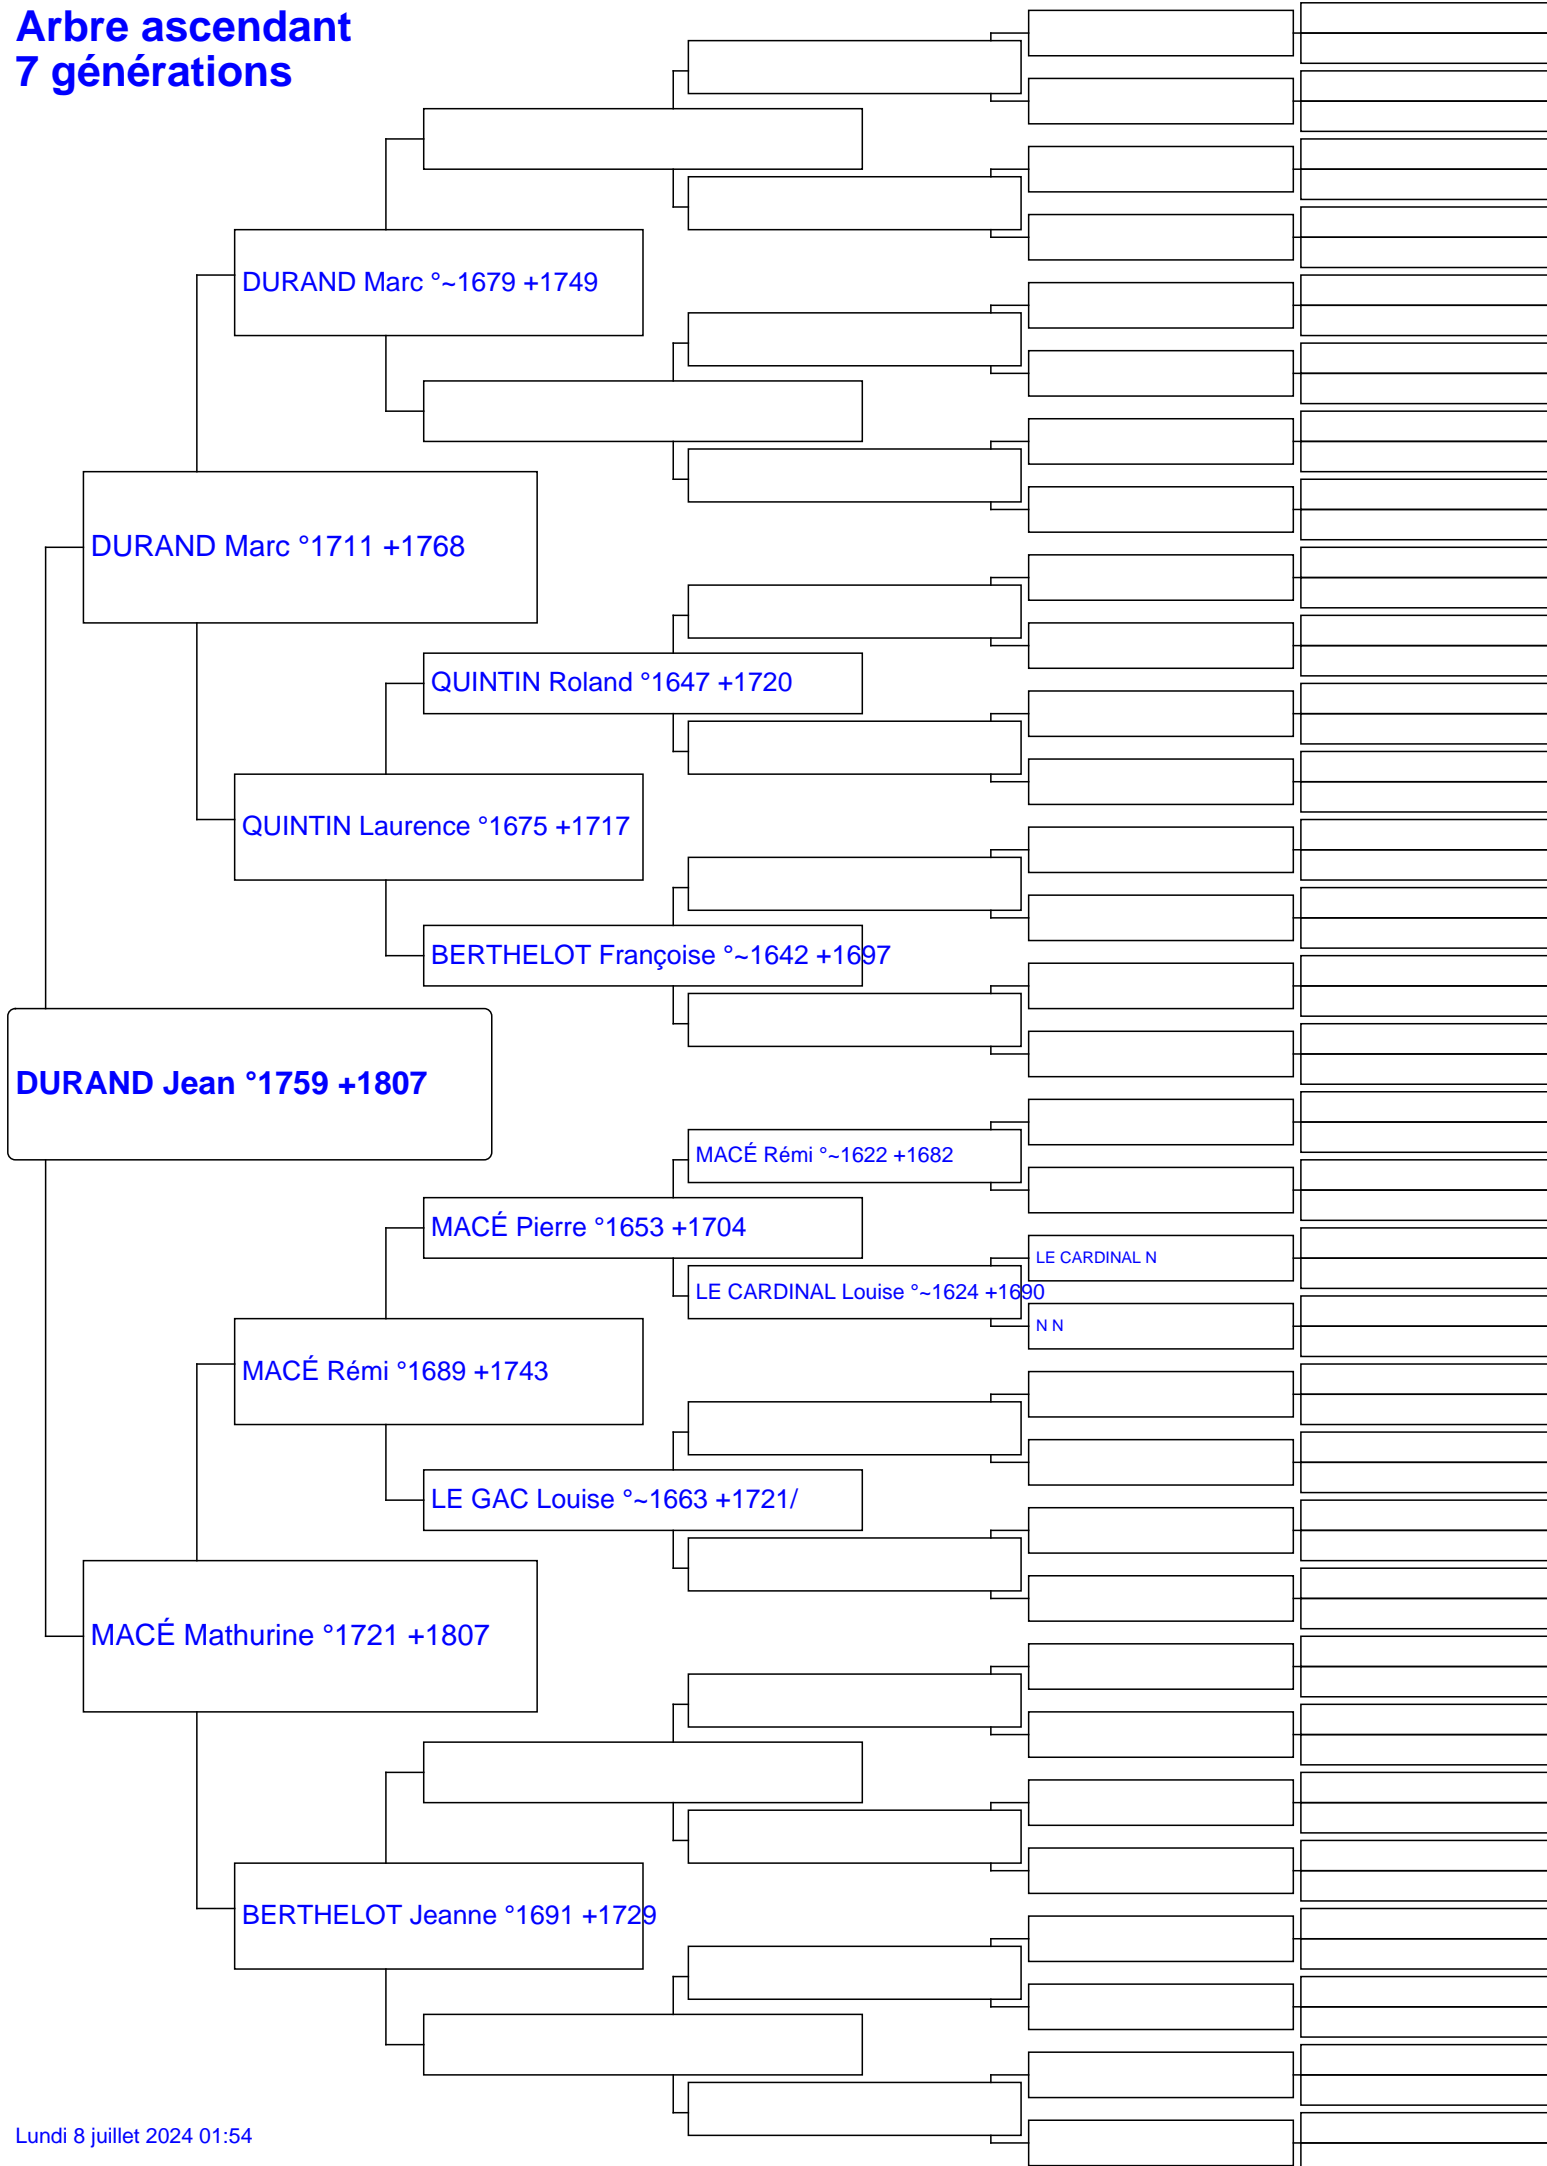 Arbre ascendant
7 générations
DURAND Marc °~1679 +1749
DURAND Marc °1711 +1768
QUINTIN Roland °1647 +1720
QUINTIN Laurence °1675 +1717
BERTHELOT Françoise °~1642 +1697
DURAND Jean °1759 +1807
MACÉ Rémi °~1622 +1682
MACÉ Pierre °1653 +1704
LE CARDINAL N
LE CARDINAL Louise °~1624 +1690
N N
MACÉ Rémi °1689 +1743
LE GAC Louise °~1663 +1721/
MACÉ Mathurine °1721 +1807
BERTHELOT Jeanne °1691 +1729
Lundi 8 juillet 2024 01:54